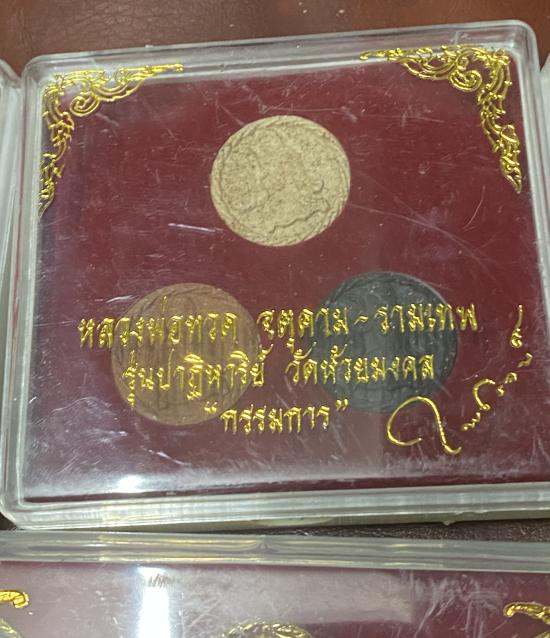 หลวงพ่อทวด จตุคาม-รามเทพ
รุ่นปาฏิหาริย์ วัดห้วยมงคล
"กรรมการ"